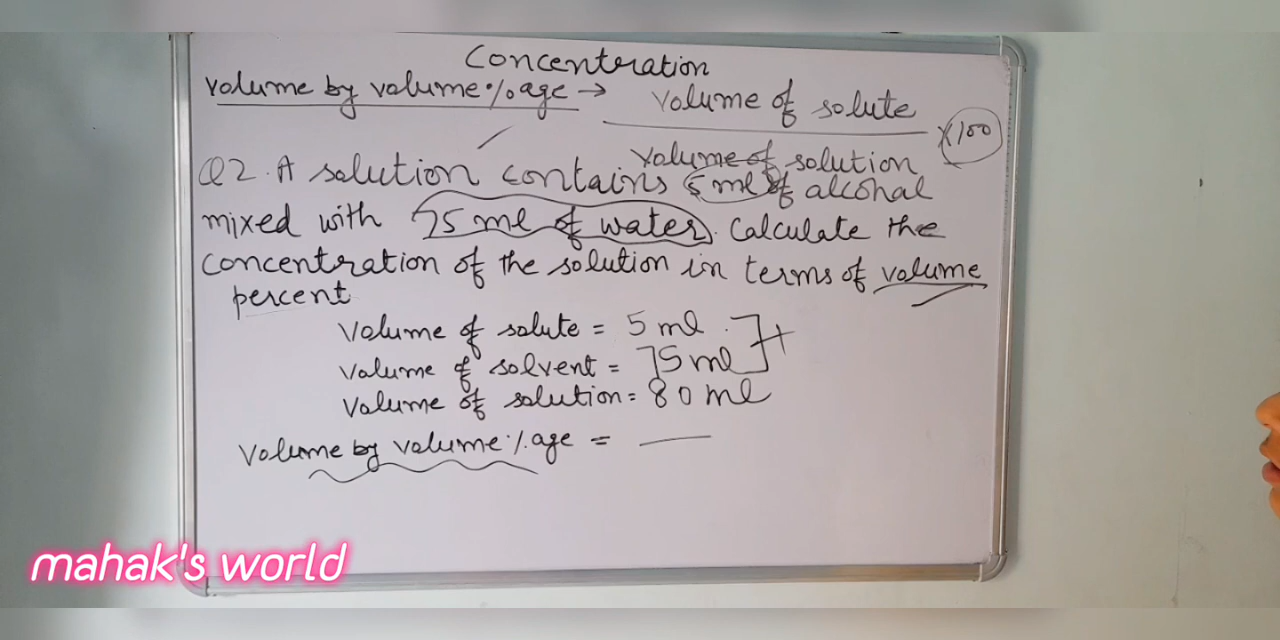 Concentration
volume by volume %age → volume of solute
volume of solution
×100
Q2. A solution contains 5 ml of alcohal
mixed with 75 ml of water. Calculate the
concentration of the solution in terms of volume
percent
Volume of solute = 5 ml
Volume of solvent = 75 ml
+
Volume of solution = 80 ml
Volume by volume %age =
mahak's world